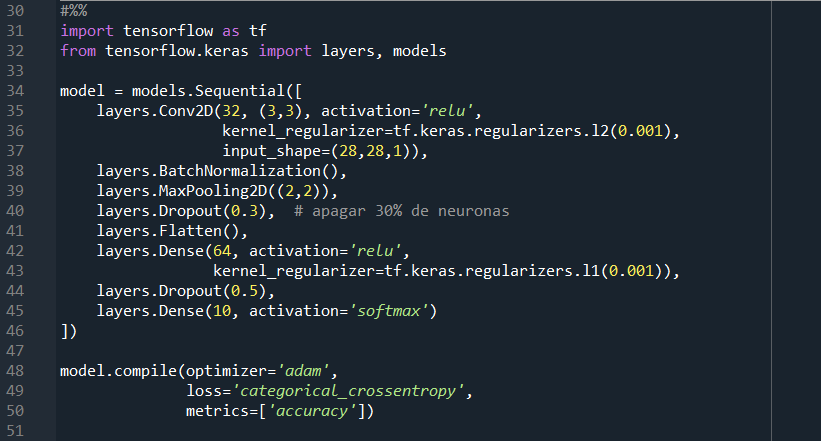 30 #%%
31 import tensorflow as tf
32 from tensorflow.keras import layers, models
33
34 model = models.Sequential([
35     layers.Conv2D(32, (3,3), activation='relu',
36                   kernel_regularizer=tf.keras.regularizers.l2(0.001),
37                   input_shape=(28,28,1)),
38     layers.BatchNormalization(),
39     layers.MaxPooling2D((2,2)),
40     layers.Dropout(0.3),  # apagar 30% de neuronas
41     layers.Flatten(),
42     layers.Dense(64, activation='relu',
43                  kernel_regularizer=tf.keras.regularizers.l1(0.001)),
44     layers.Dropout(0.5),
45     layers.Dense(10, activation='softmax')
46 ])
47
48 model.compile(optimizer='adam',
49               loss='categorical_crossentropy',
50               metrics=['accuracy'])
51